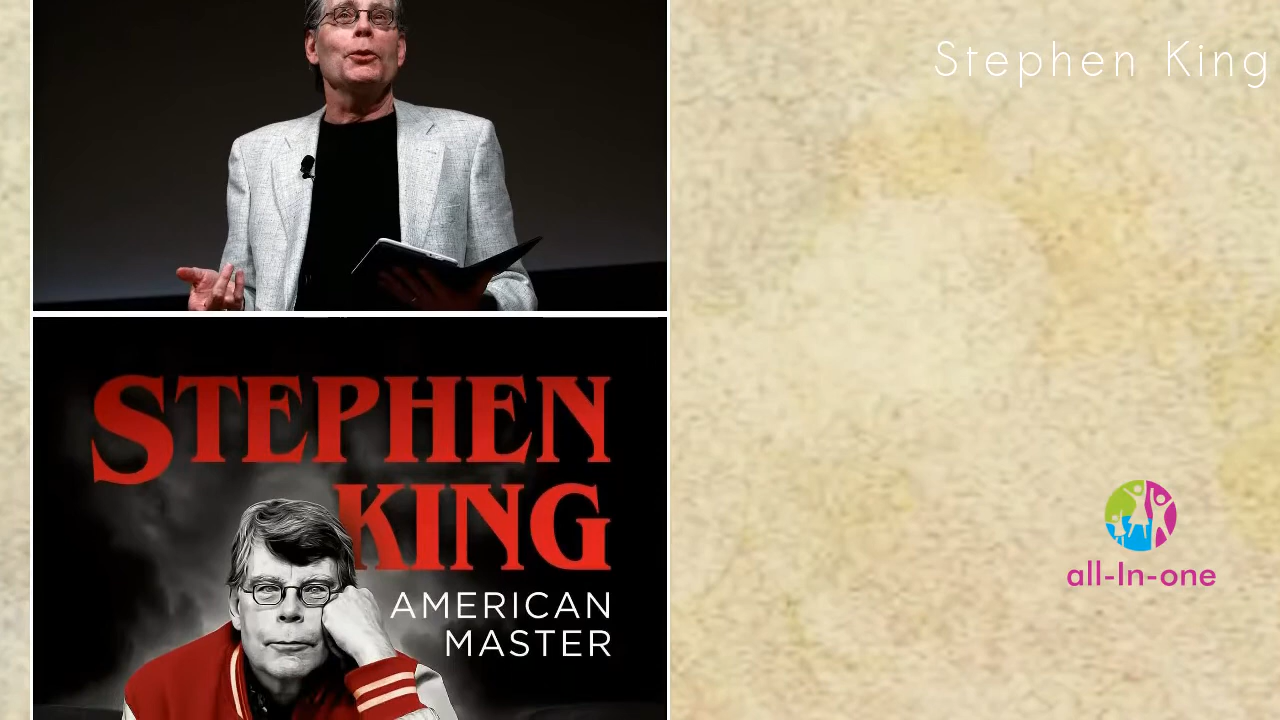 Stephen King
STEPHEN
KING
AMERICAN
MASTER
all-In-one